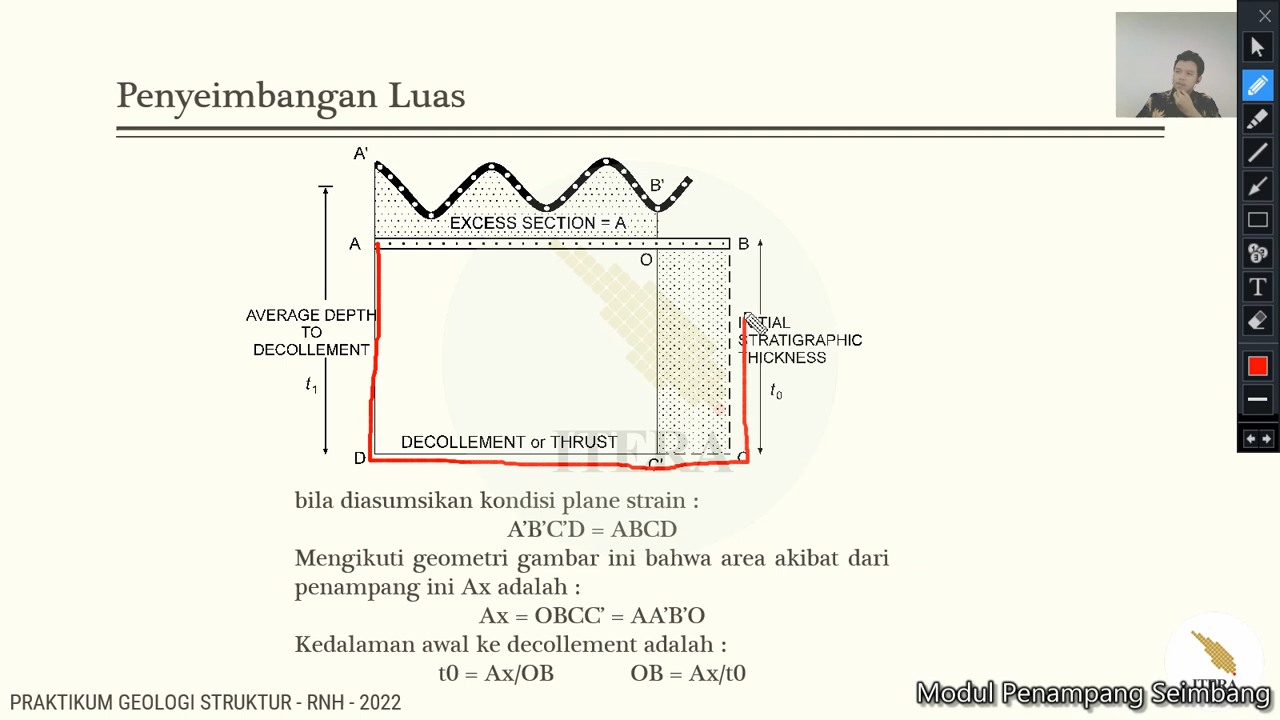 Penyeimbangan Luas
A'
B'
EXCESS SECTION = A
A
B
O
AVERAGE DEPTH
TO
DECOLLEMENT
INITIAL
STRATIGRAPHIC
THICKNESS
t1
t0
DECOLLEMENT or THRUST
D
C'
C
ITERA
bila diasumsikan kondisi plane strain :
A'B'C'D = ABCD
Mengikuti geometri gambar ini bahwa area akibat dari
penampang ini Ax adalah :
Ax = OBCC' = AA'B'O
Kedalaman awal ke decollement adalah :
t0 = Ax/OB OB = Ax/t0
ITERA
PRAKTIKUM GEOLOGI STRUKTUR - RNH - 2022
Modul Penampang Seimbang
T